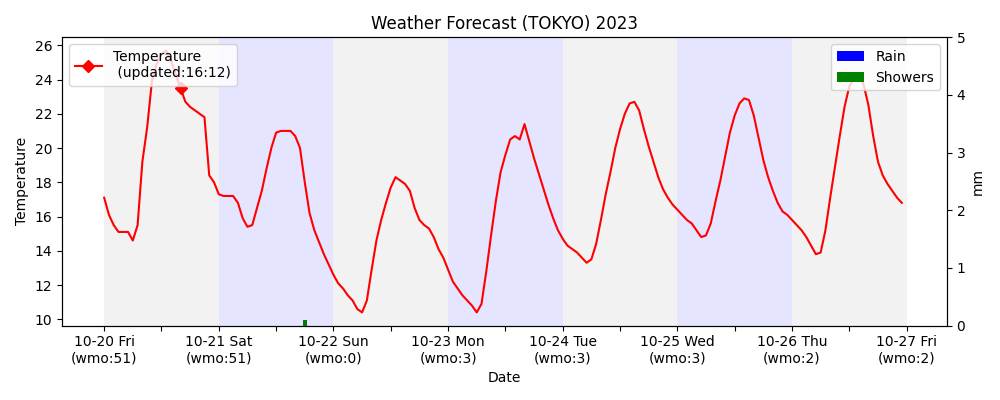 Weather Forecast (TOKYO) 2023
Temperature
(updated:16:12)
Rain
Showers
26
24
22
20
18
16
14
12
10
Temperature
5
4
3
2
1
0
mm
10-20 Fri
(wmo:51)
10-21 Sat
(wmo:51)
10-22 Sun
(wmo:0)
10-23 Mon
(wmo:3)
10-24 Tue
(wmo:3)
10-25 Wed
(wmo:3)
10-26 Thu
(wmo:2)
10-27 Fri
(wmo:2)
Date